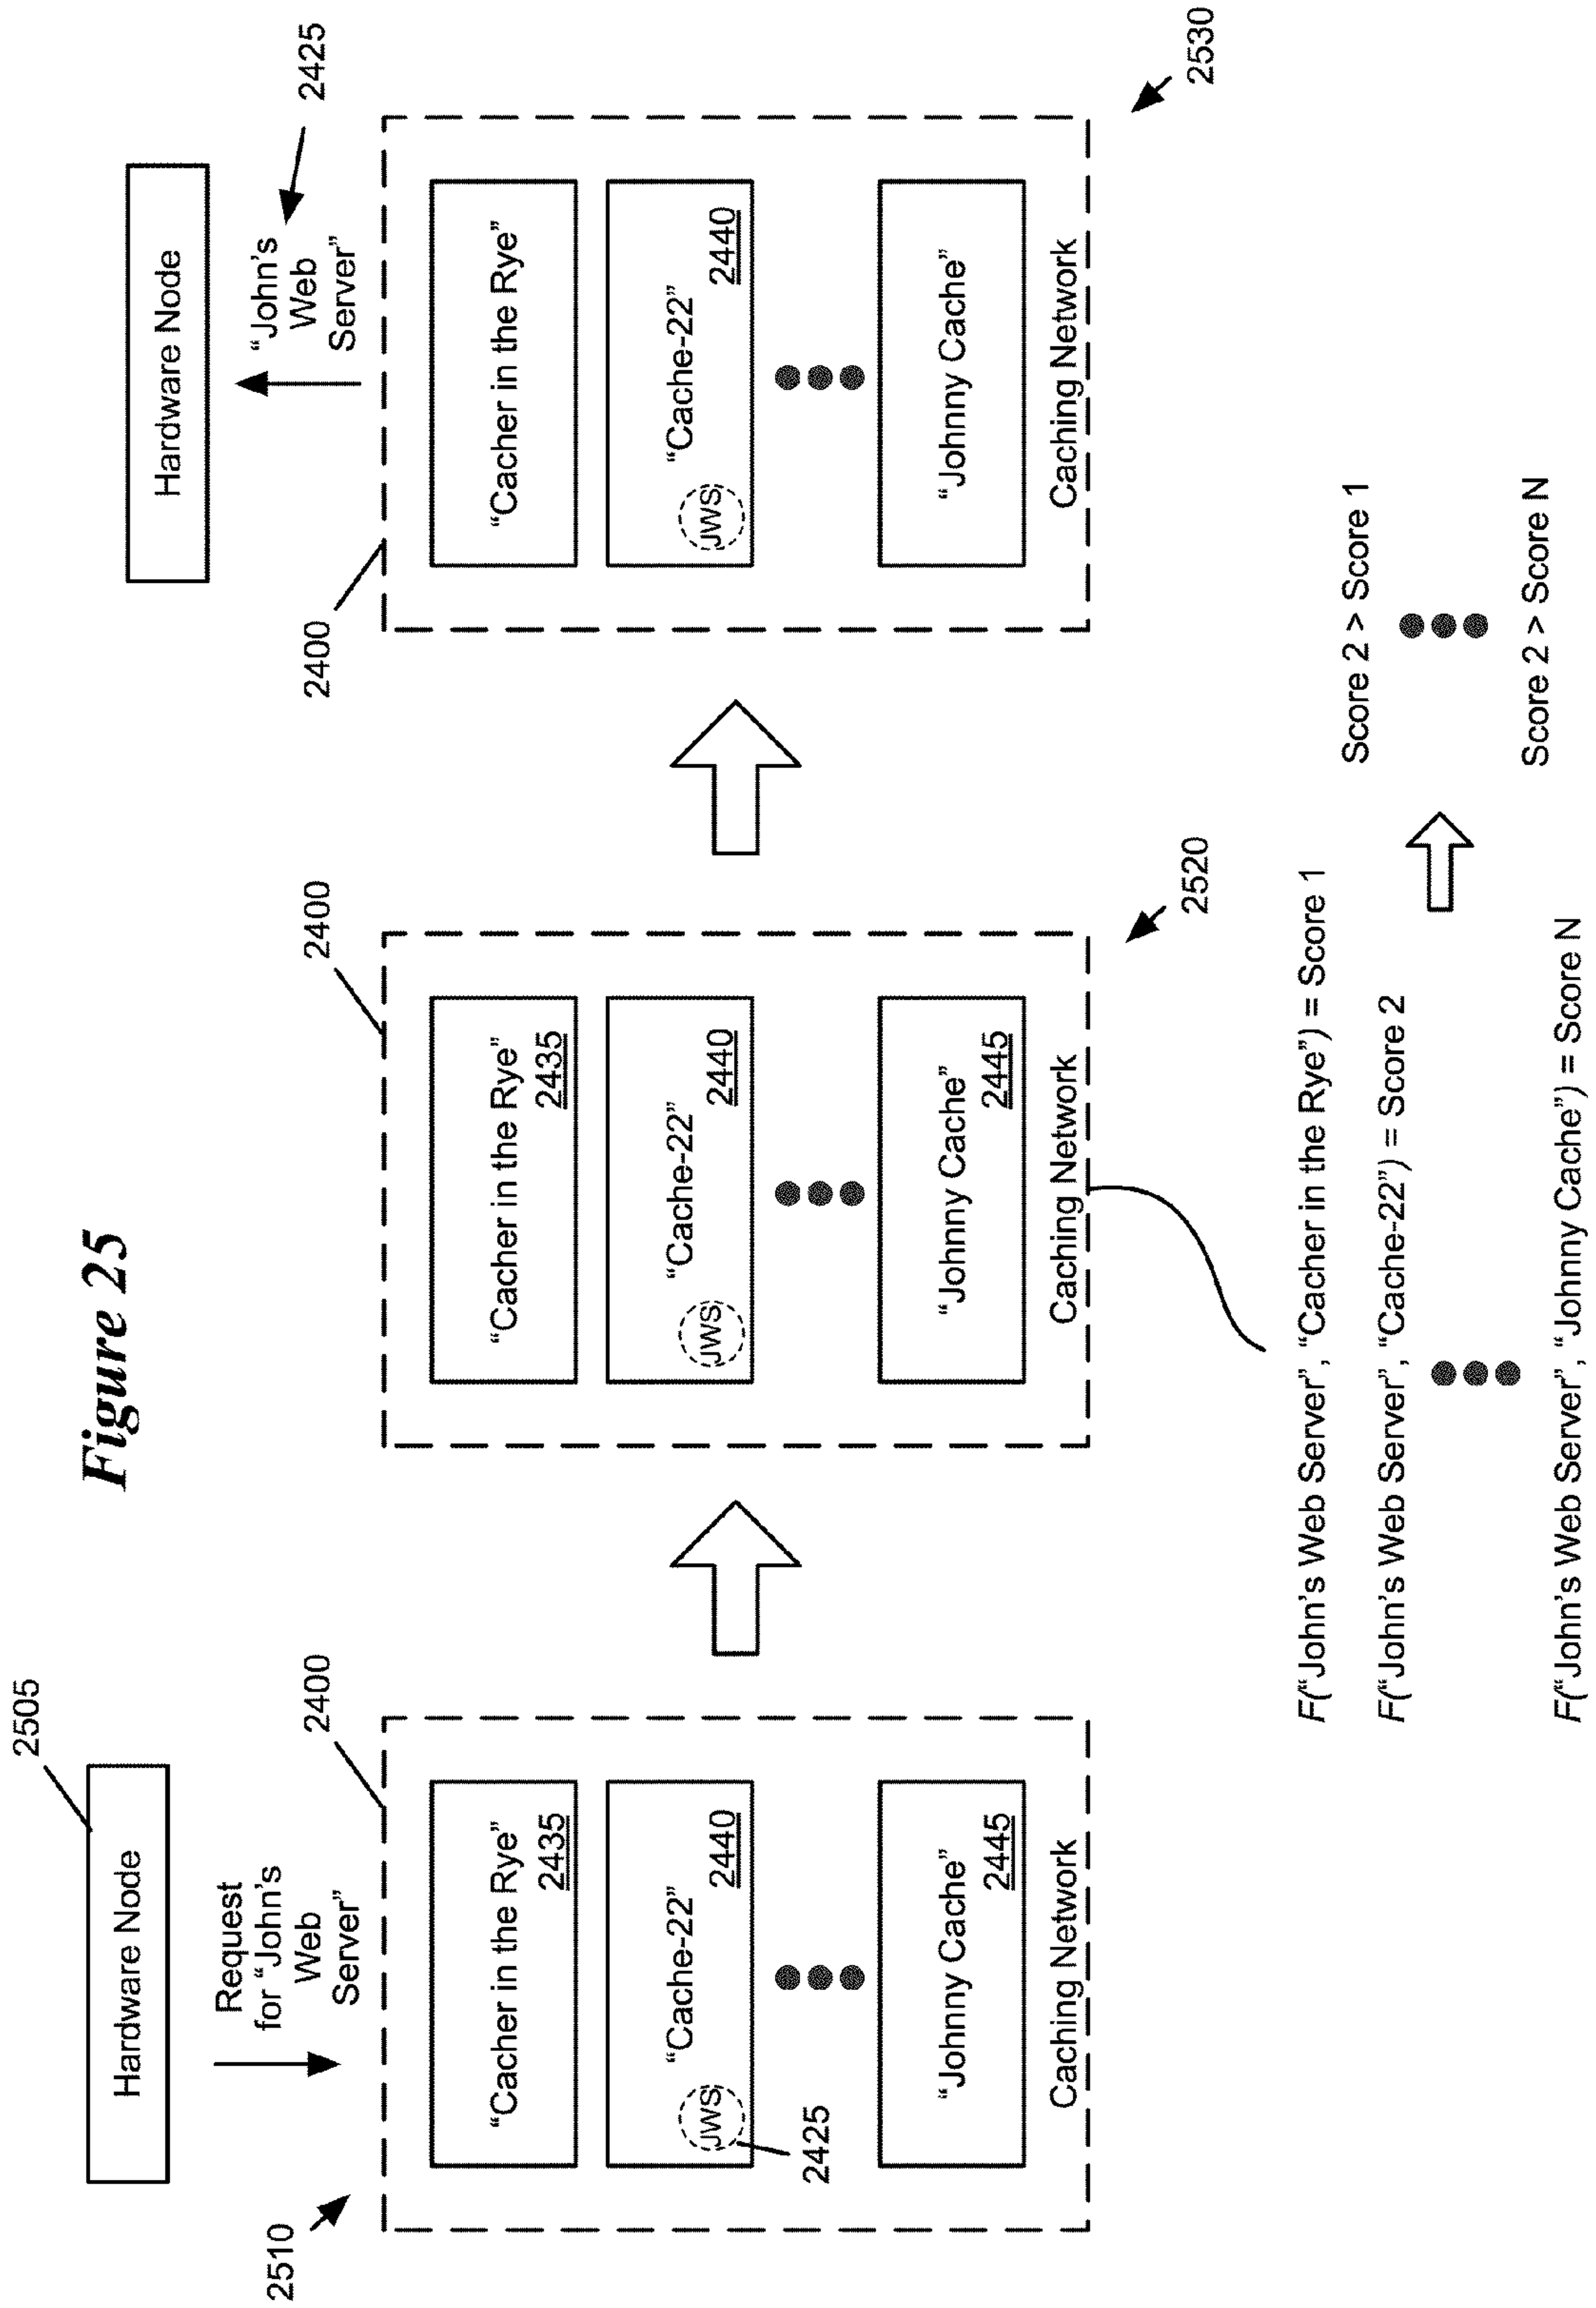 Figure 25
2505
Hardware Node
Request
for “John’s
Web
Server”
2510
2400
“Cacher in the Rye”
2435
“Cache-22”
2440
JWS
2425
“Johnny Cache”
2445
Caching Network
2400
“Cacher in the Rye”
2435
“Cache-22”
2440
JWS
“Johnny Cache”
2445
Caching Network
2520
F(“John’s Web Server”, “Cacher in the Rye”) = Score 1
F(“John’s Web Server”, “Cache-22”) = Score 2
F(“John’s Web Server”, “Johnny Cache”) = Score N
Score 2 > Score 1
Score 2 > Score N
Hardware Node
“John’s
Web
Server”
2425
2400
“Cacher in the Rye”
“Cache-22”
2440
JWS
“Johnny Cache”
Caching Network
2530